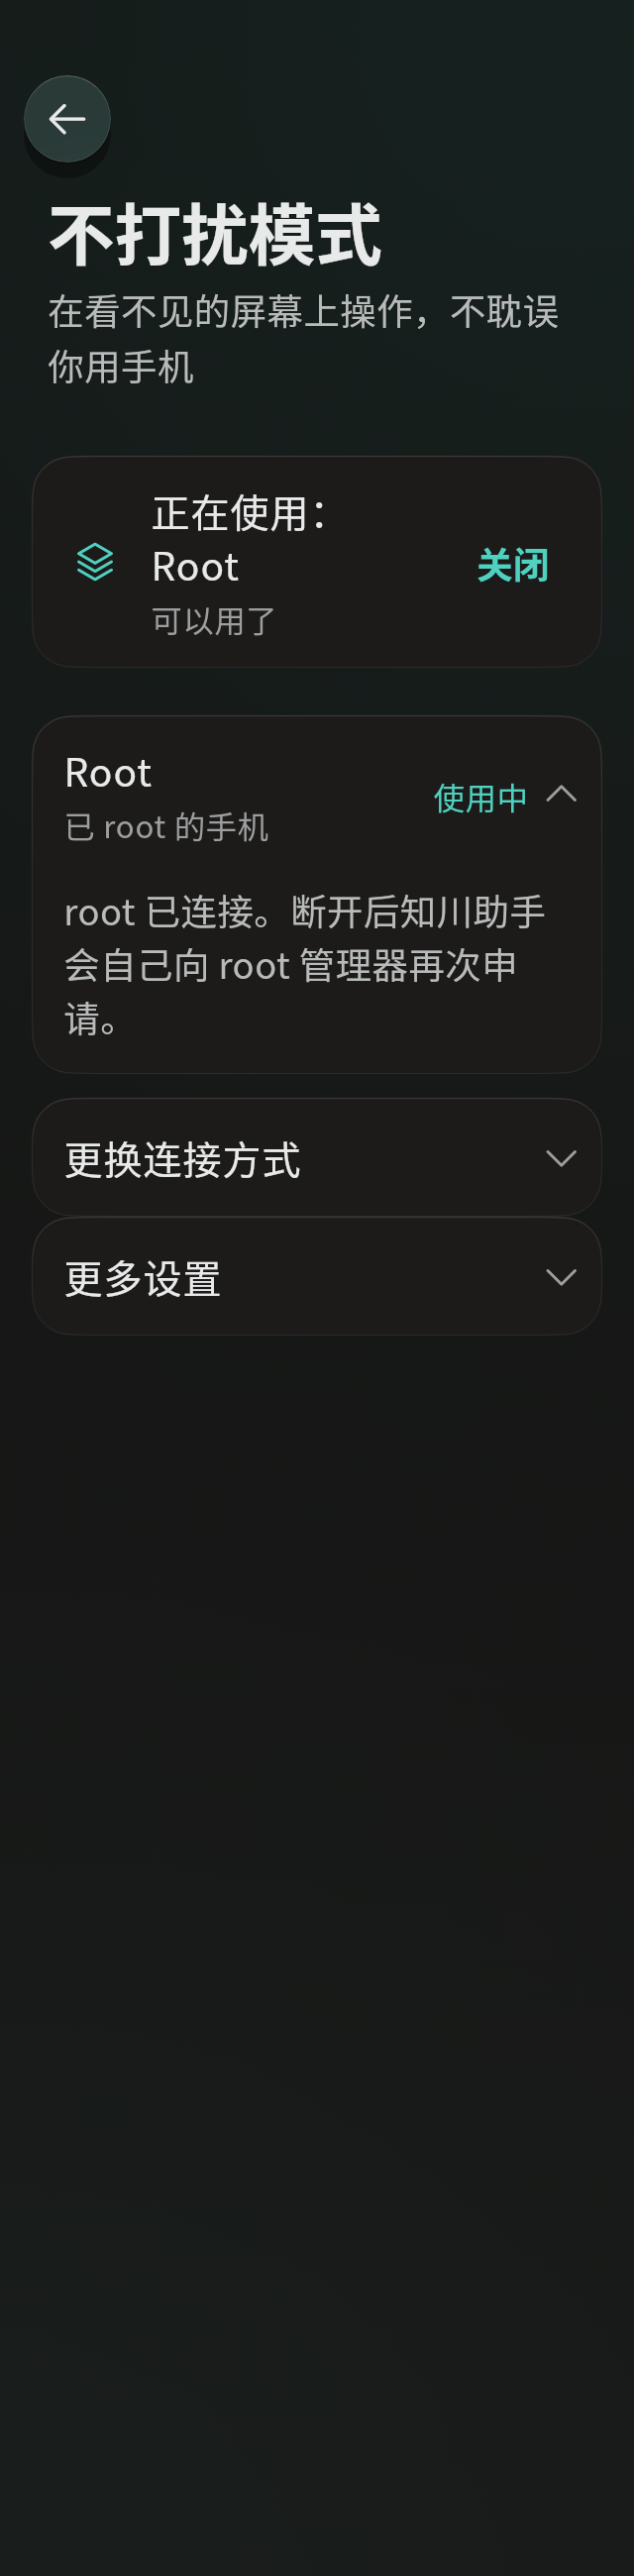 不打扰模式
在看不见的屏幕上操作，不耽误
你用手机
正在使用：
Root
可以用了
关闭
Root
已 root 的手机
使用中
root 已连接。断开后知川助手
会自己向 root 管理器再次申
请。
更换连接方式
更多设置